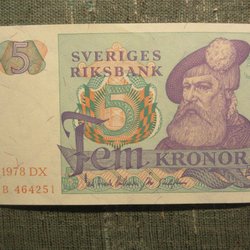 5
SVERIGES
RIKSBANK
5
Fem KRONOR
1978 DX
B 464251